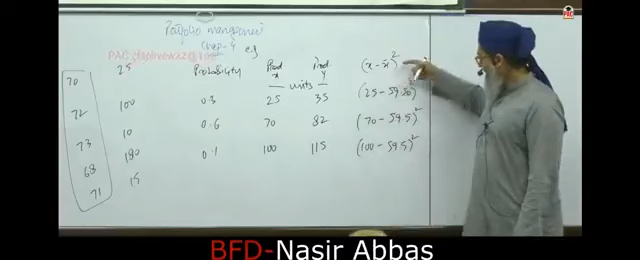 Portfolio management
Chap-4 eg
PAC
70 25 Probability Prod x Prod y (x - x̄)²
units
72 100 0.3 25 35 (25 - 59.50)²
73 10 0.6 70 82 (70 - 59.5)²
68 180 0.1 100 115 (100 - 59.5)²
71 15
BFD-Nasir Abbas